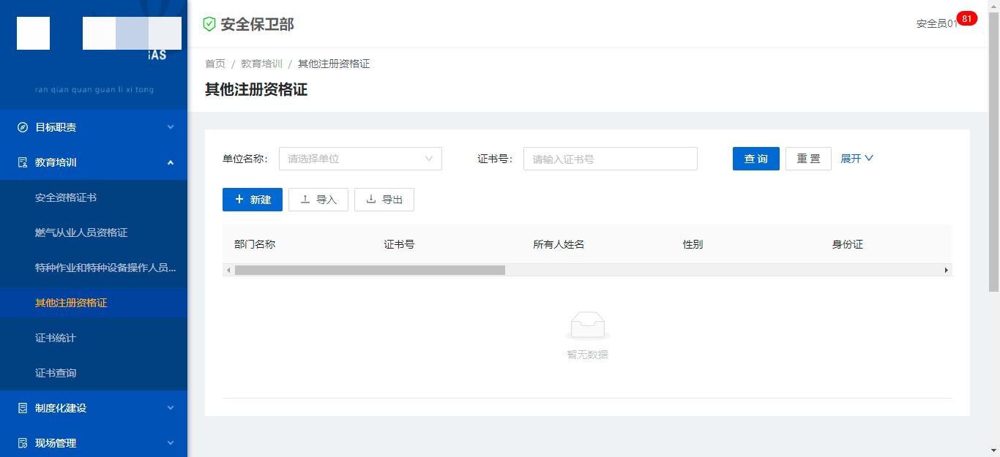 GAS
ran qian quan guan li xi tong
目标职责
教育培训
安全资格证书
燃气从业人员资格证
特种作业和特种设备操作人员...
其他注册资格证
证书统计
证书查询
制度化建设
现场管理
安全保卫部
安全员01
81
首页 / 教育培训 / 其他注册资格证
其他注册资格证
单位名称: 请选择单位 证书号: 请输入证书号 查 询 重 置 展开
新建 导入 导出
部门名称 证书号 所有人姓名 性别 身份证
暂无数据